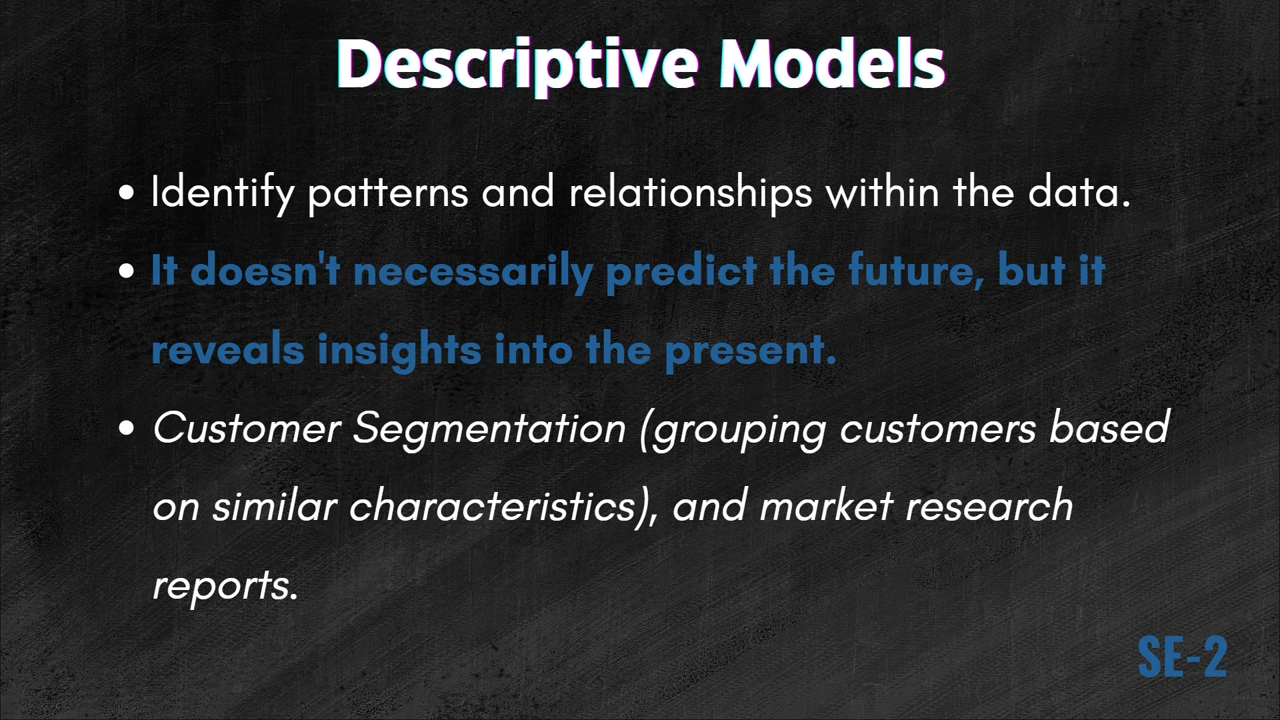 Descriptive Models
• Identify patterns and relationships within the data.
• It doesn't necessarily predict the future, but it
reveals insights into the present.
• Customer Segmentation (grouping customers based
on similar characteristics), and market research
reports.
SE-2